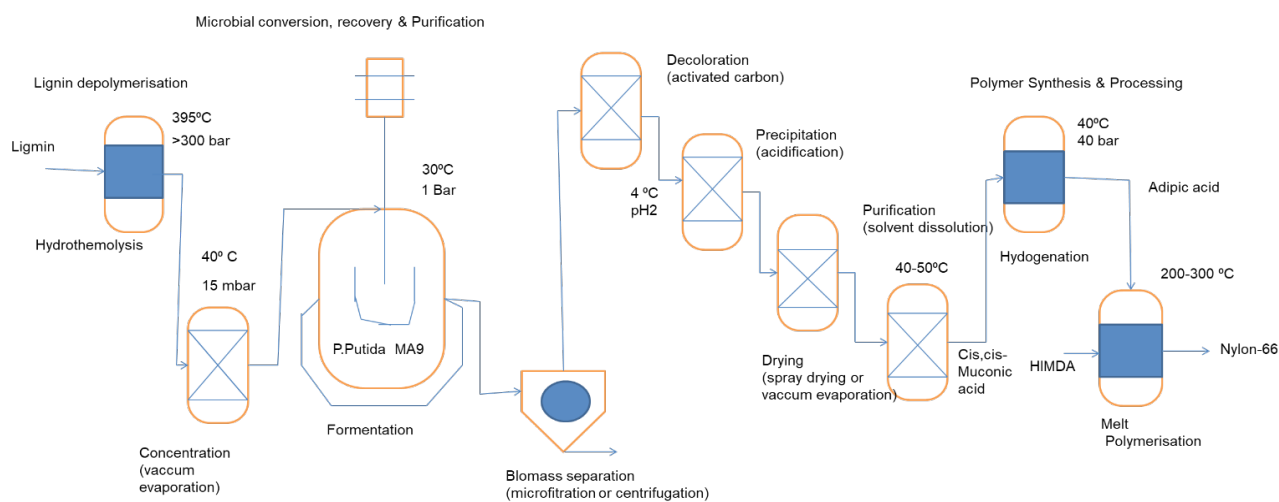 Microbial conversion, recovery & Purification
Lignin depolymerisation
395ºC
>300 bar
Ligmin
Hydrothemolysis
40º C
15 mbar
Concentration
(vaccum
evaporation)
30ºC
1 Bar
P.Putida MA9
Formentation
Blomass separation
(microfitration or centrifugation)
Decoloration
(activated carbon)
Precipitation
(acidification)
4 ºC
pH2
Drying
(spray drying or
vaccum evaporation)
Purification
(solvent dissolution)
40-50ºC
Cis,cis-
Muconic
acid
Polymer Synthesis & Processing
40ºC
40 bar
Hydogenation
Adipic acid
200-300 ºC
HIMDA
Nylon-66
Melt
Polymerisation